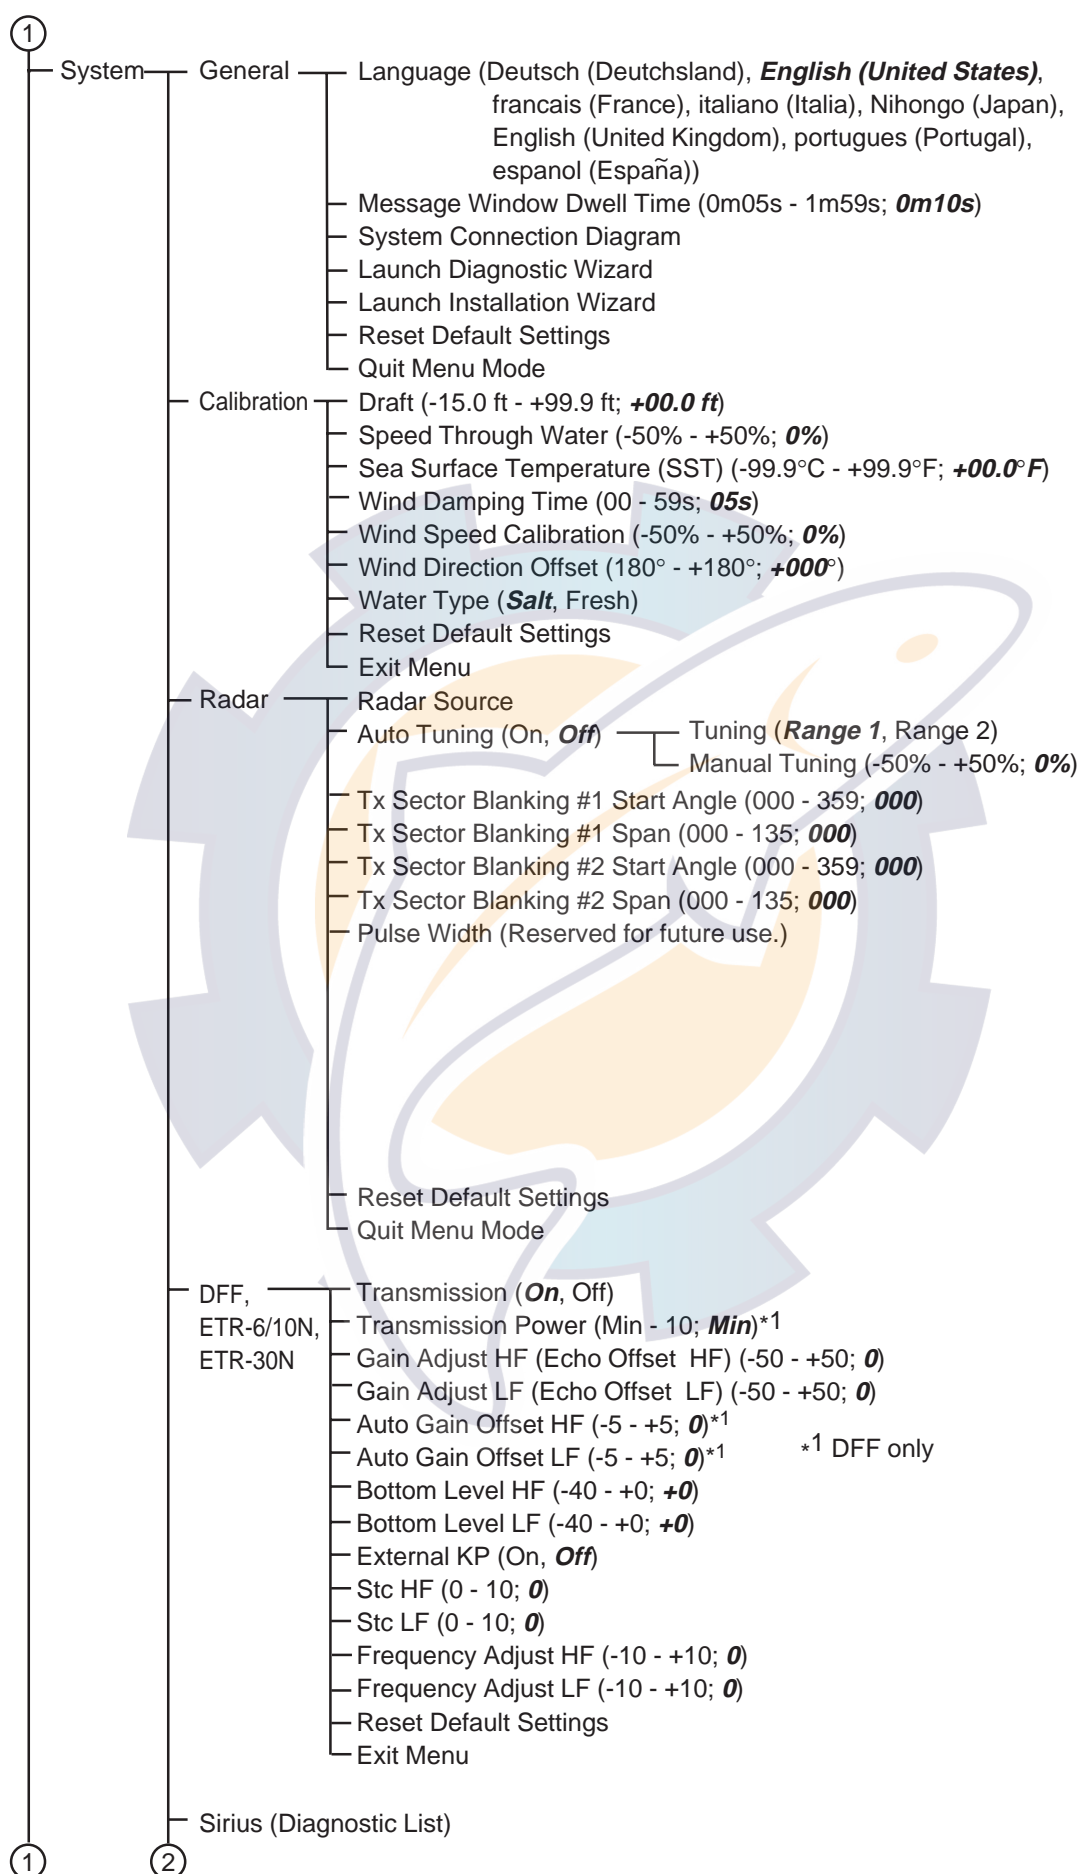 1
System
General
Language (Deutsch (Deutchsland), English (United States),
francais (France), italiano (Italia), Nihongo (Japan),
English (United Kingdom), portugues (Portugal),
espanol (España))
Message Window Dwell Time (0m05s - 1m59s; 0m10s)
System Connection Diagram
Launch Diagnostic Wizard
Launch Installation Wizard
Reset Default Settings
Quit Menu Mode
Calibration
Draft (-15.0 ft - +99.9 ft; +00.0 ft)
Speed Through Water (-50% - +50%; 0%)
Sea Surface Temperature (SST) (-99.9°C - +99.9°F; +00.0°F)
Wind Damping Time (00 - 59s; 05s)
Wind Speed Calibration (-50% - +50%; 0%)
Wind Direction Offset (180° - +180°; +000°)
Water Type (Salt, Fresh)
Reset Default Settings
Exit Menu
Radar
Radar Source
Auto Tuning (On, Off)
Tuning (Range 1, Range 2)
Manual Tuning (-50% - +50%; 0%)
Tx Sector Blanking #1 Start Angle (000 - 359; 000)
Tx Sector Blanking #1 Span (000 - 135; 000)
Tx Sector Blanking #2 Start Angle (000 - 359; 000)
Tx Sector Blanking #2 Span (000 - 135; 000)
Pulse Width (Reserved for future use.)
Reset Default Settings
Quit Menu Mode
DFF,
ETR-6/10N,
ETR-30N
Transmission (On, Off)
Transmission Power (Min - 10; Min)*1
Gain Adjust HF (Echo Offset HF) (-50 - +50; 0)
Gain Adjust LF (Echo Offset LF) (-50 - +50; 0)
Auto Gain Offset HF (-5 - +5; 0)*1
Auto Gain Offset LF (-5 - +5; 0)*1
*1 DFF only
Bottom Level HF (-40 - +0; +0)
Bottom Level LF (-40 - +0; +0)
External KP (On, Off)
Stc HF (0 - 10; 0)
Stc LF (0 - 10; 0)
Frequency Adjust HF (-10 - +10; 0)
Frequency Adjust LF (-10 - +10; 0)
Reset Default Settings
Exit Menu
Sirius (Diagnostic List)
1
2